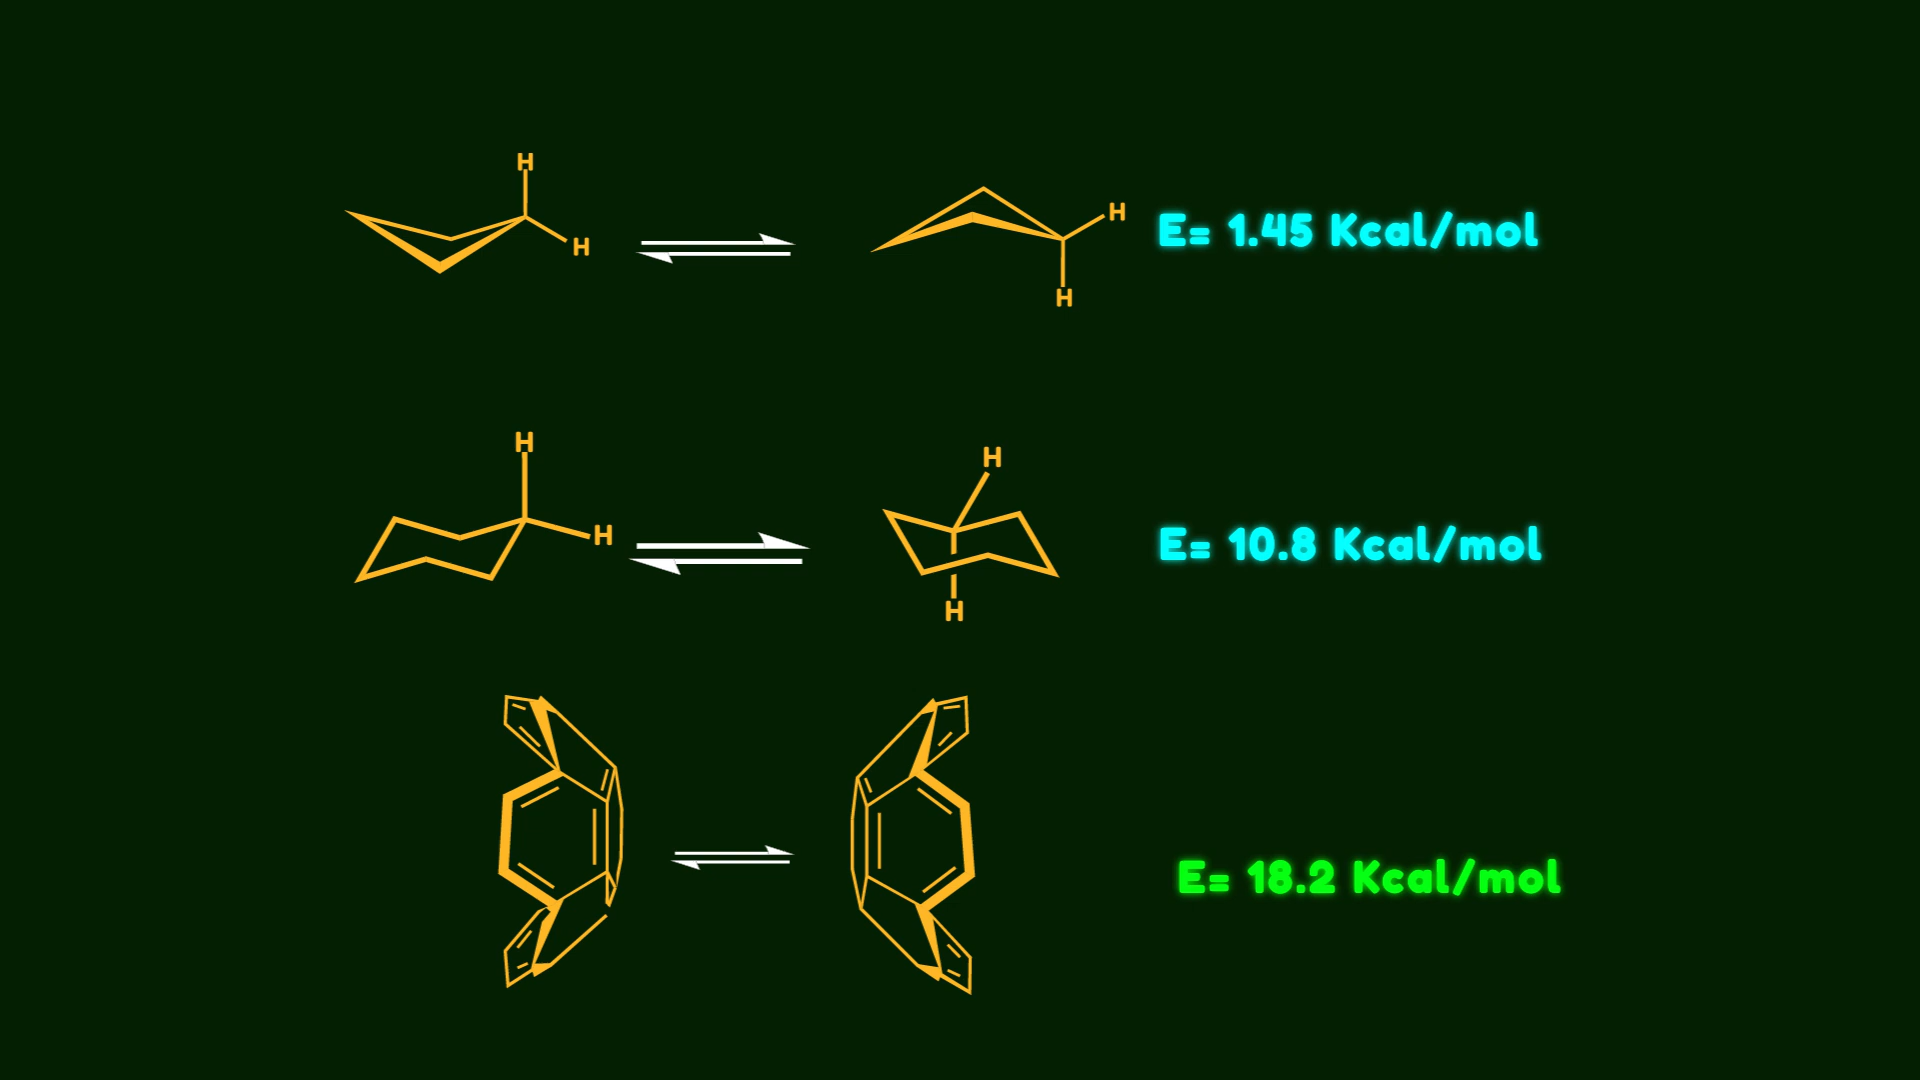 H
H
H
H
E= 1.45 Kcal/mol
H
H
H
H
E= 10.8 Kcal/mol
E= 18.2 Kcal/mol